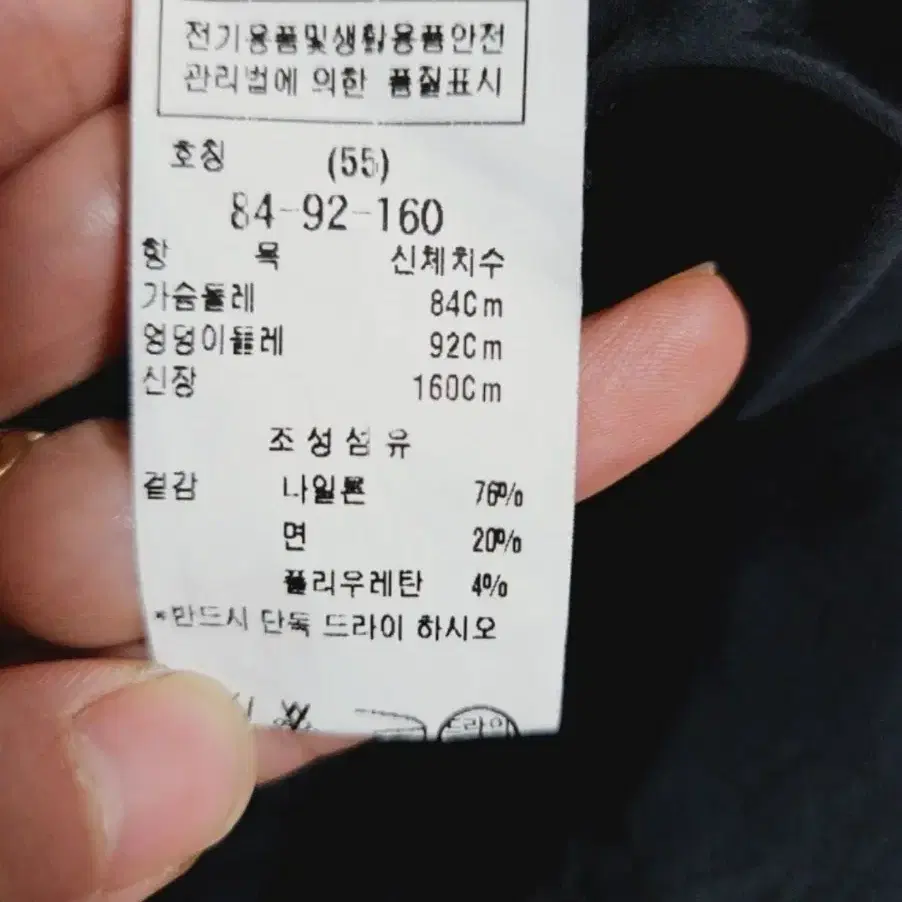 전기용품및생활용품안전
관리법에 의한 품질표시
호칭 (55)
84-92-160
항 목 신체치수
가슴둘레 84Cm
엉덩이둘레 92Cm
신장 160Cm
조성섬유
겉감 나일론 76%
면 20%
폴리우레탄 4%
*반드시 단독 드라이 하시오
드라이